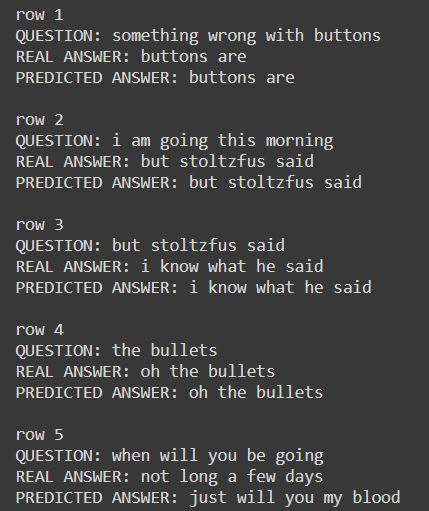 row 1
QUESTION: something wrong with buttons
REAL ANSWER: buttons are
PREDICTED ANSWER: buttons are
row 2
QUESTION: i am going this morning
REAL ANSWER: but stoltzfus said
PREDICTED ANSWER: but stoltzfus said
row 3
QUESTION: but stoltzfus said
REAL ANSWER: i know what he said
PREDICTED ANSWER: i know what he said
row 4
QUESTION: the bullets
REAL ANSWER: oh the bullets
PREDICTED ANSWER: oh the bullets
row 5
QUESTION: when will you be going
REAL ANSWER: not long a few days
PREDICTED ANSWER: just will you my blood